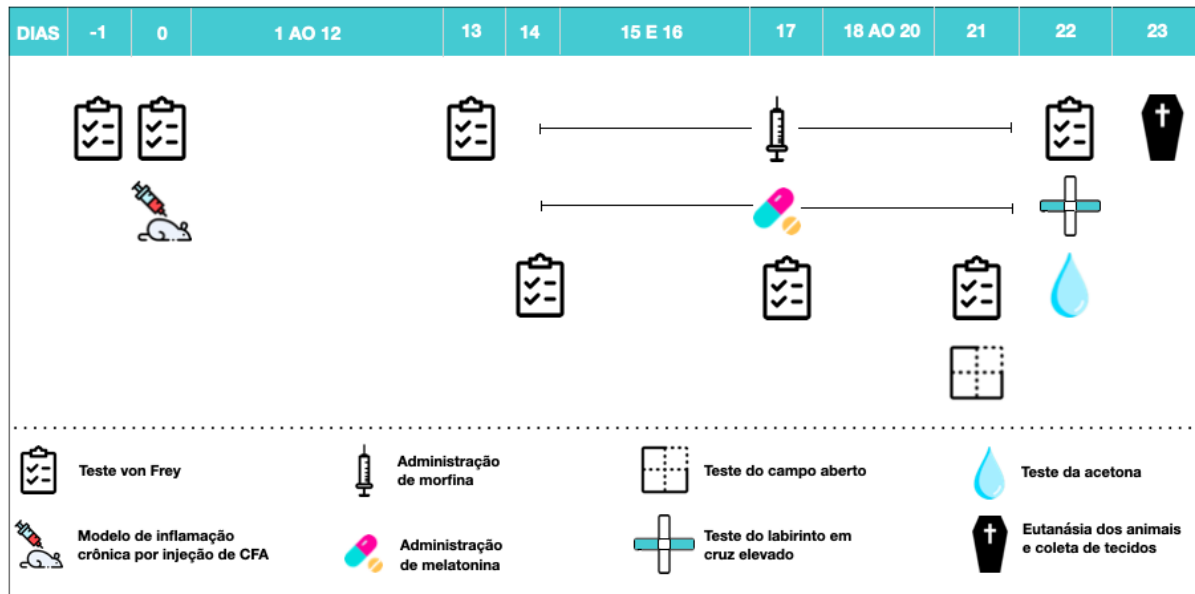 DIAS -1 0 1 AO 12 13 14 15 E 16 17 18 AO 20 21 22 23
Teste von Frey
Administração
de morfina
Teste do campo aberto
Teste da acetona
Modelo de inflamação
crônica por injeção de CFA
Administração
de melatonina
Teste do labirinto em
cruz elevado
Eutanásia dos animais
e coleta de tecidos